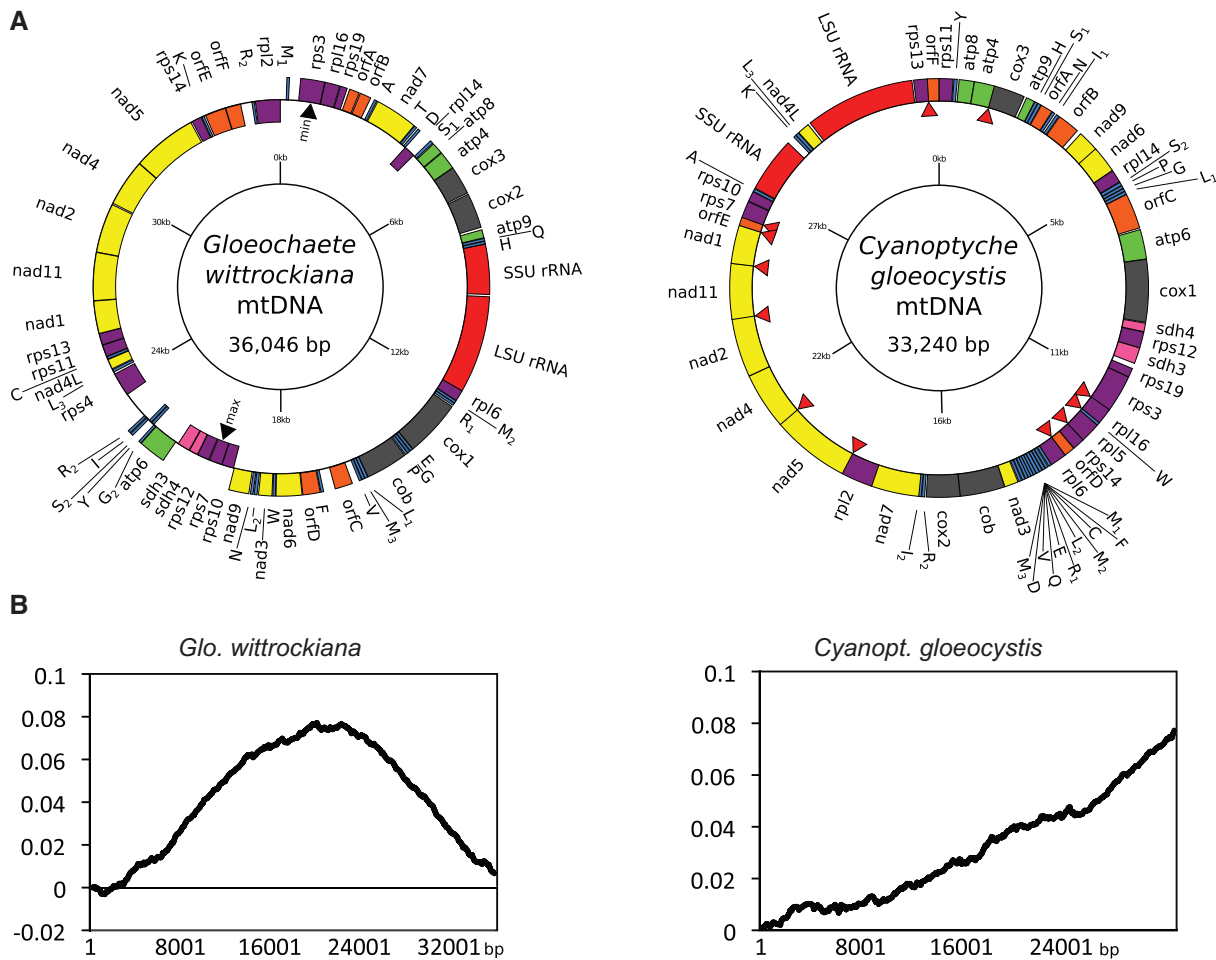 A
M1
rps3
rpl16
rps19
orfA
orfB
A
nad7
I
T
D
rpl14
S1
atp8
atp4
cox3
cox2
atp9
Q
H
SSU rRNA
LSU rRNA
rpl6
R1
M2
cox1
E
G
P
cob
L1
M3
V
orfC
F
orfD
nad6
W
nad3
L2
N
nad9
rps10
rps7
rps12
sdh4
sdh3
atp6
G2
Y
S2
I
R2
rps4
L3
nad4L
C
rps11
rps13
nad1
nad11
nad2
nad4
nad5
rps14
K
orfE
orfF
R2
rpl2
min
max
0kb
6kb
12kb
18kb
24kb
30kb
Gloeochaete
wittrockiana
mtDNA
36,046 bp
LSU rRNA
rps13
orfF
rps11
Y
atp8
atp4
cox3
atp9
H
S1
orfA
N
I1
orfB
nad9
nad6
rpl14
S2
P
G
L1
orfC
atp6
cox1
sdh4
rps12
sdh3
rps19
rps3
rpl16
W
rpl5
rps14
orfD
rpl6
M1
F
C
M2
L2
R1
E
Q
V
D
M3
nad3
cob
cox2
R2
I2
nad7
rpl2
nad5
nad4
nad2
nad11
nad1
orfE
rps7
rps10
A
SSU rRNA
K
L3
nad4L
0kb
5kb
11kb
16kb
22kb
27kb
Cyanoptyche
gloeocystis
mtDNA
33,240 bp
B
Glo. wittrockiana
0.1
0.08
0.06
0.04
0.02
0
-0.02
1 8001 16001 24001 32001 bp
Cyanopt. gloeocystis
0.1
0.08
0.06
0.04
0.02
0
1 8001 16001 24001 bp